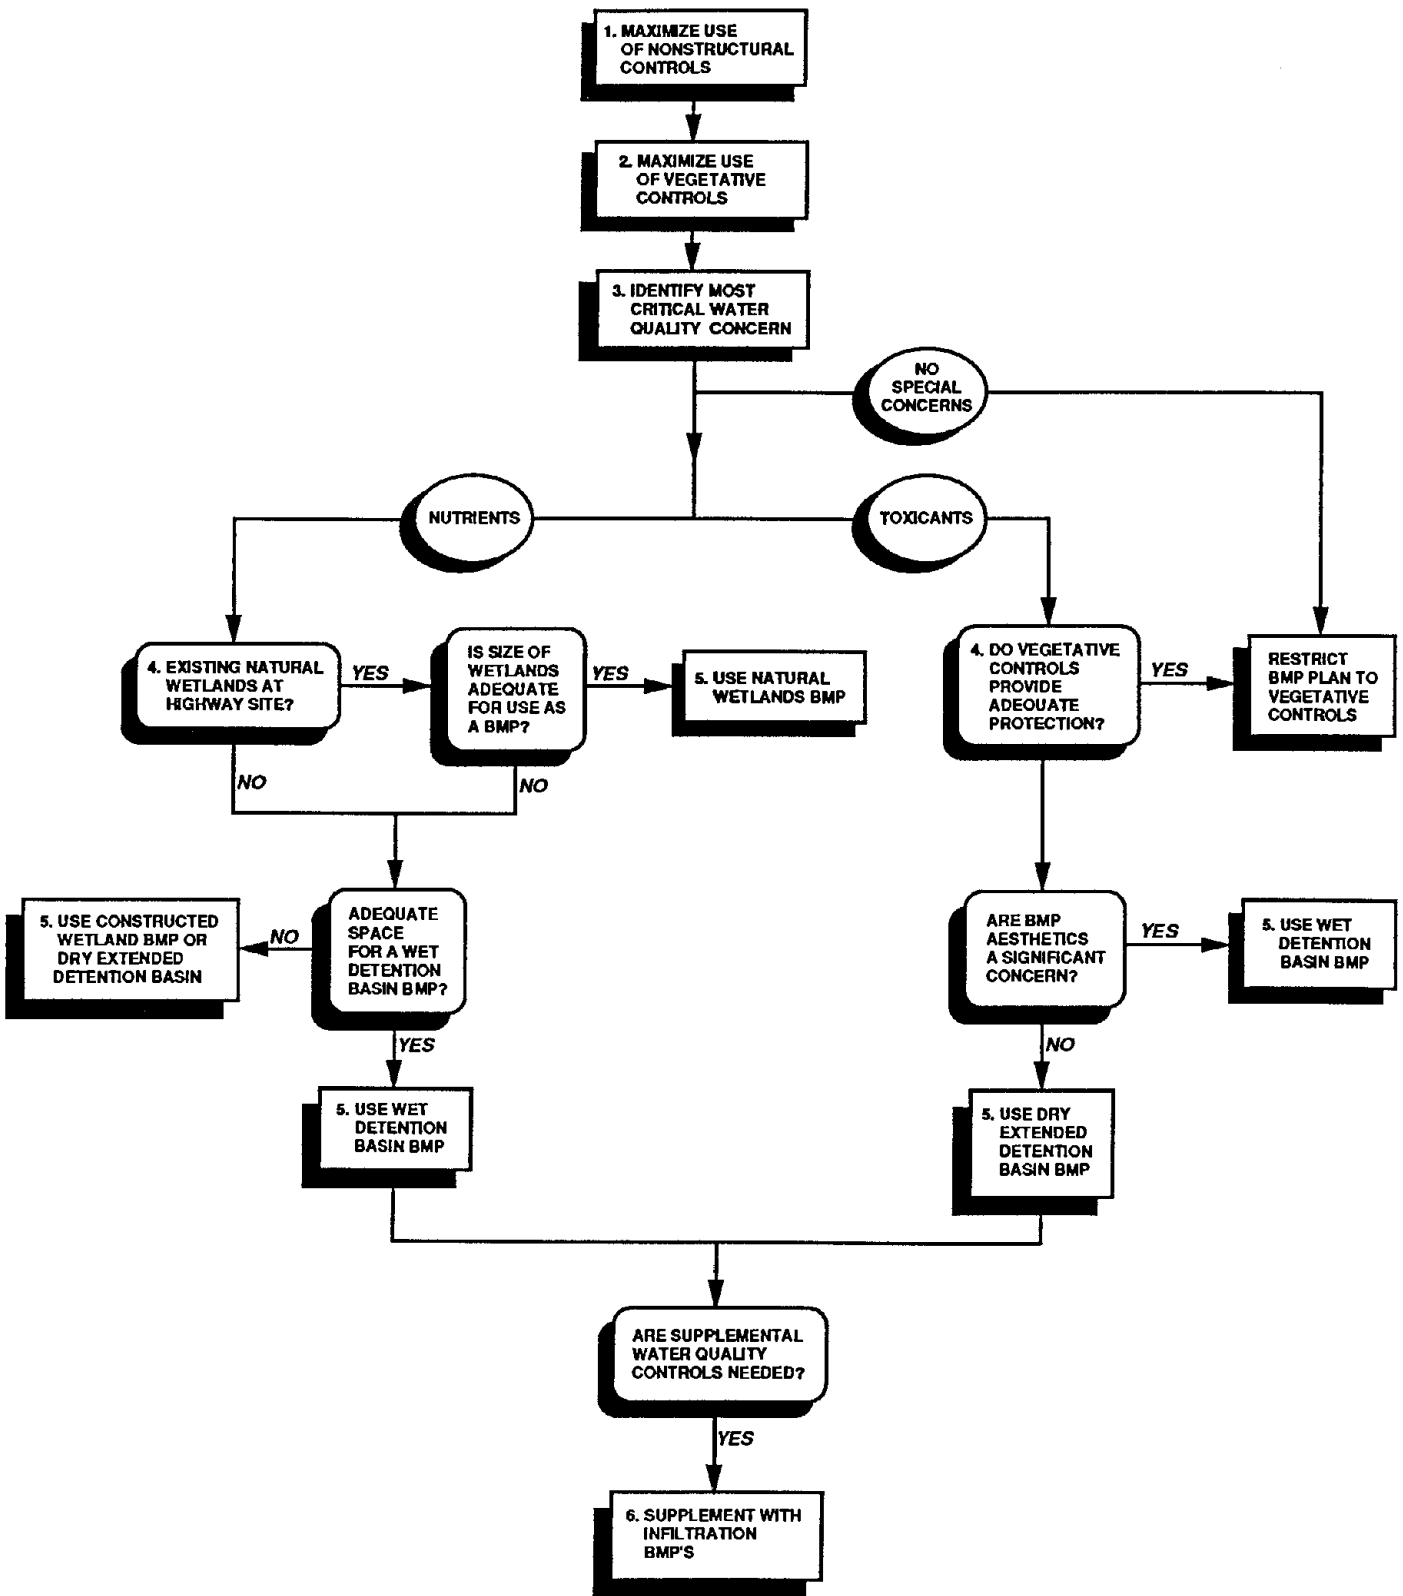 1. MAXIMIZE USE
OF NONSTRUCTURAL
CONTROLS
2. MAXIMIZE USE
OF VEGETATIVE
CONTROLS
3. IDENTIFY MOST
CRITICAL WATER
QUALITY CONCERN
NO
SPECIAL
CONCERNS
NUTRIENTS
TOXICANTS
4. EXISTING NATURAL
WETLANDS AT
HIGHWAY SITE?
YES
IS SIZE OF
WETLANDS
ADEQUATE
FOR USE AS
A BMP?
YES
5. USE NATURAL
WETLANDS BMP
4. DO VEGETATIVE
CONTROLS
PROVIDE
ADEQUATE
PROTECTION?
YES
RESTRICT
BMP PLAN TO
VEGETATIVE
CONTROLS
NO
NO
5. USE CONSTRUCTED
WETLAND BMP OR
DRY EXTENDED
DETENTION BASIN
NO
ADEQUATE
SPACE
FOR A WET
DETENTION
BASIN BMP?
ARE BMP
AESTHETICS
A SIGNIFICANT
CONCERN?
YES
5. USE WET
DETENTION
BASIN BMP
YES
NO
5. USE WET
DETENTION
BASIN BMP
5. USE DRY
EXTENDED
DETENTION
BASIN BMP
ARE SUPPLEMENTAL
WATER QUALITY
CONTROLS NEEDED?
YES
6. SUPPLEMENT WITH
INFILTRATION
BMP'S